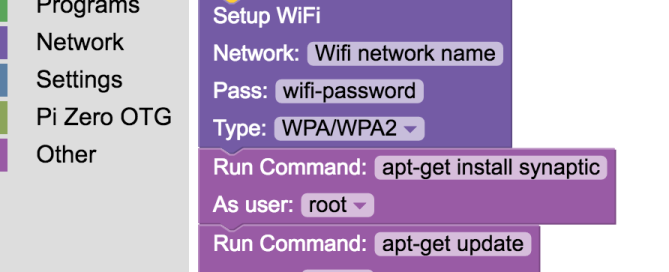 Programs
Network
Settings
Pi Zero OTG
Other
Setup WiFi
Network: Wifi network name
Pass: wifi-password
Type: WPA/WPA2
Run Command: apt-get install synaptic
As user: root
Run Command: apt-get update